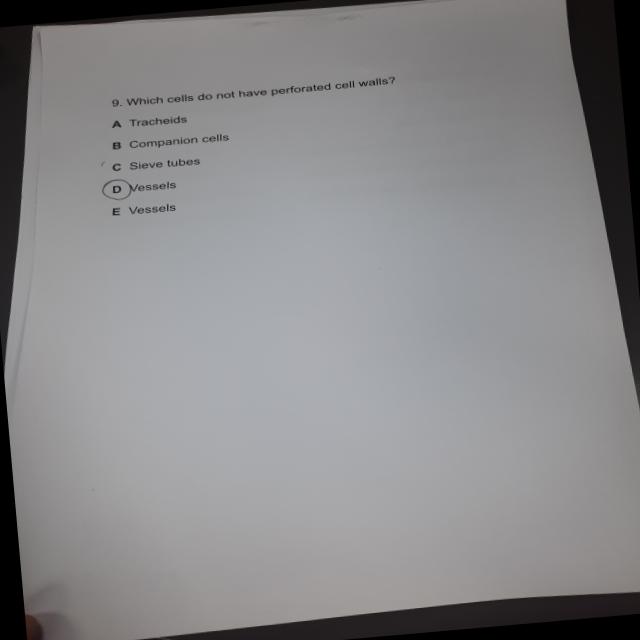 9. Which cells do not have perforated cell walls?
A Tracheids
B Companion cells
C Sieve tubes
D Vessels
E Vessels